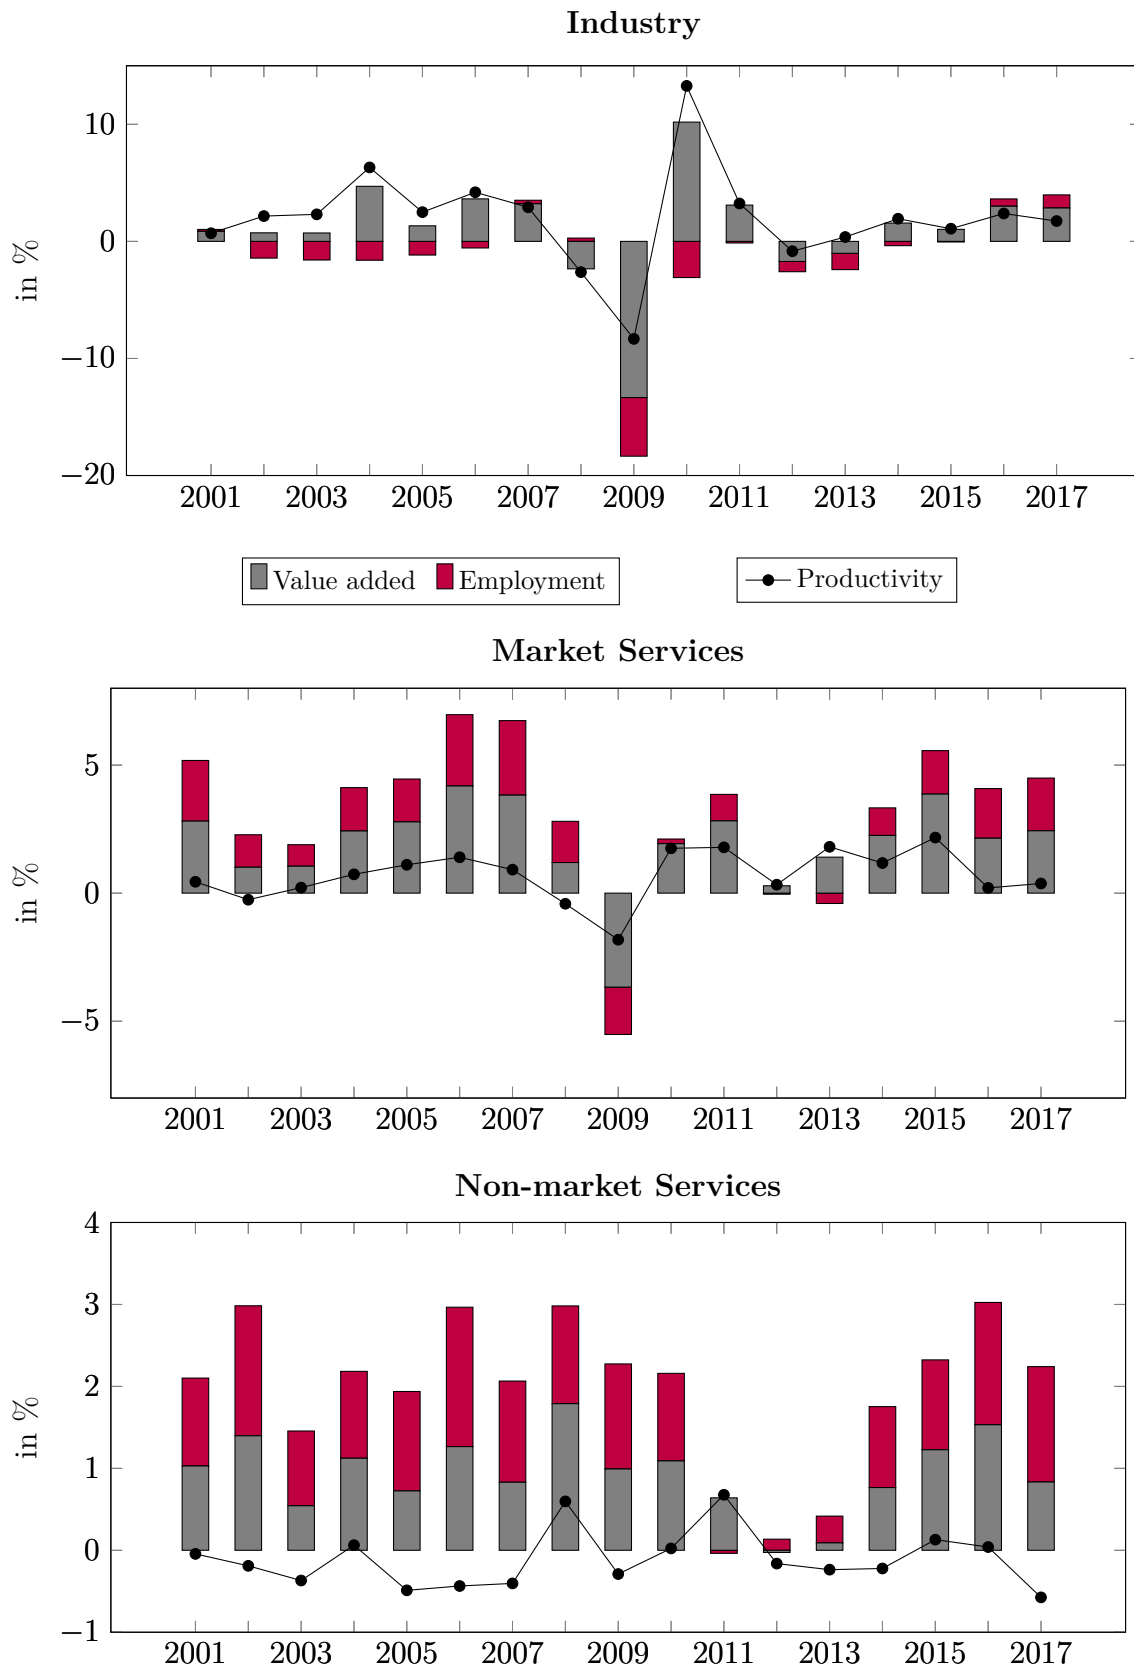 Industry
10
0
−10
−20
in %
2001 2003 2005 2007 2009 2011 2013 2015 2017
Value added Employment Productivity
Market Services
5
0
−5
in %
2001 2003 2005 2007 2009 2011 2013 2015 2017
Non-market Services
4
3
2
1
0
−1
in %
2001 2003 2005 2007 2009 2011 2013 2015 2017